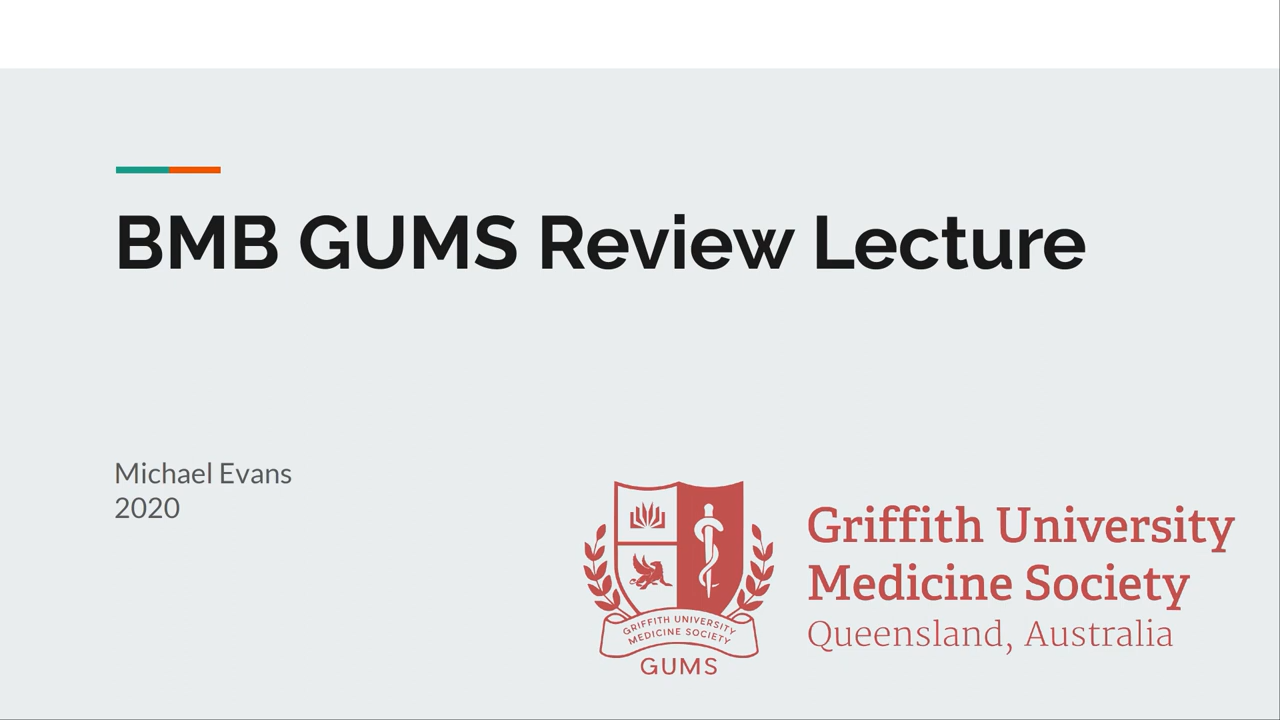 BMB GUMS Review Lecture
Michael Evans
2020
GRIFFITH UNIVERSITY
MEDICINE SOCIETY
GUMS
Griffith University
Medicine Society
Queensland, Australia